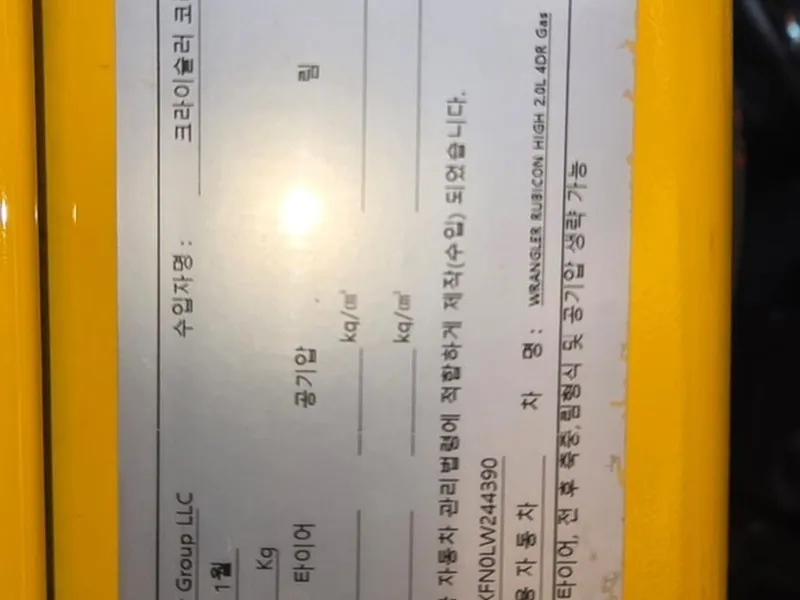 Group LLC 수입자명 : 크라이슬러
1월
Kg
타이어 공기압 림
kg/㎠
kg/㎠
자동차 관리법령에 적합하게 제작(수입) 되었습니다.
KFN0LW244390
용 자 동 차 차 명 : WRANGLER RUBICON HIGH 2.0L 4DR Gas
타이어, 전 후 축중, 림형식 및 공기압 생략 가능